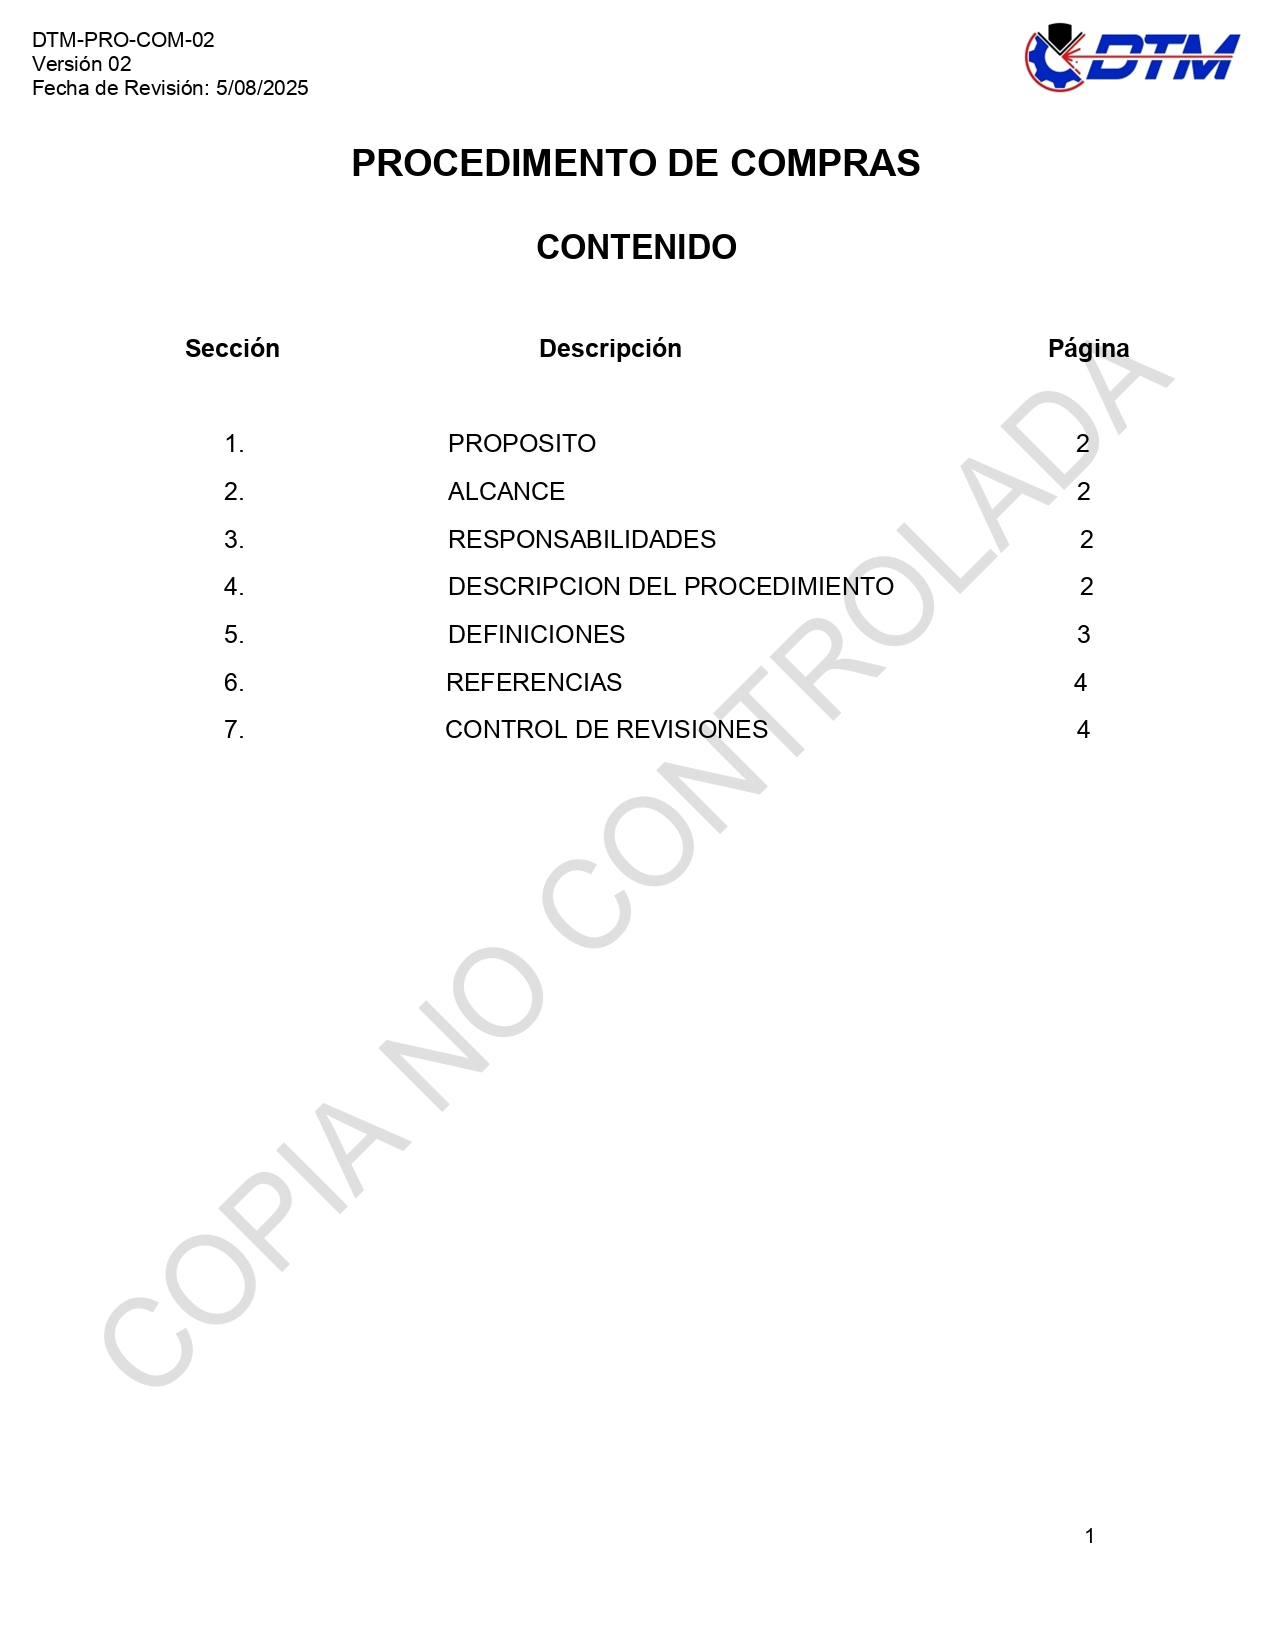 DTM-PRO-COM-02
Versión 02
Fecha de Revisión: 5/08/2025
DTM
PROCEDIMENTO DE COMPRAS
CONTENIDO
Sección Descripción Página
1. PROPOSITO 2
2. ALCANCE 2
3. RESPONSABILIDADES 2
4. DESCRIPCION DEL PROCEDIMIENTO 2
5. DEFINICIONES 3
6. REFERENCIAS 4
7. CONTROL DE REVISIONES 4
COPIA NO CONTROLADA
1